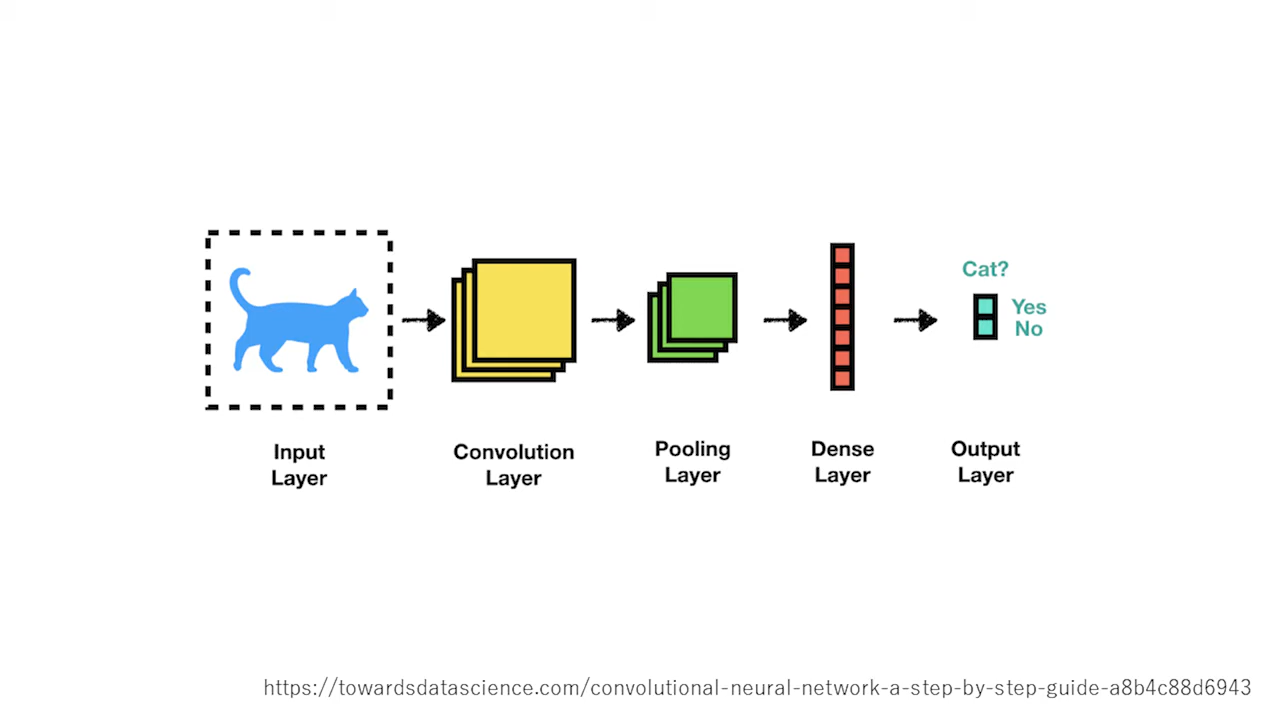 Cat?
Yes
No
Input
Layer
Convolution
Layer
Pooling
Layer
Dense
Layer
Output
Layer
https://towardsdatascience.com/convolutional-neural-network-a-step-by-step-guide-a8b4c88d6943